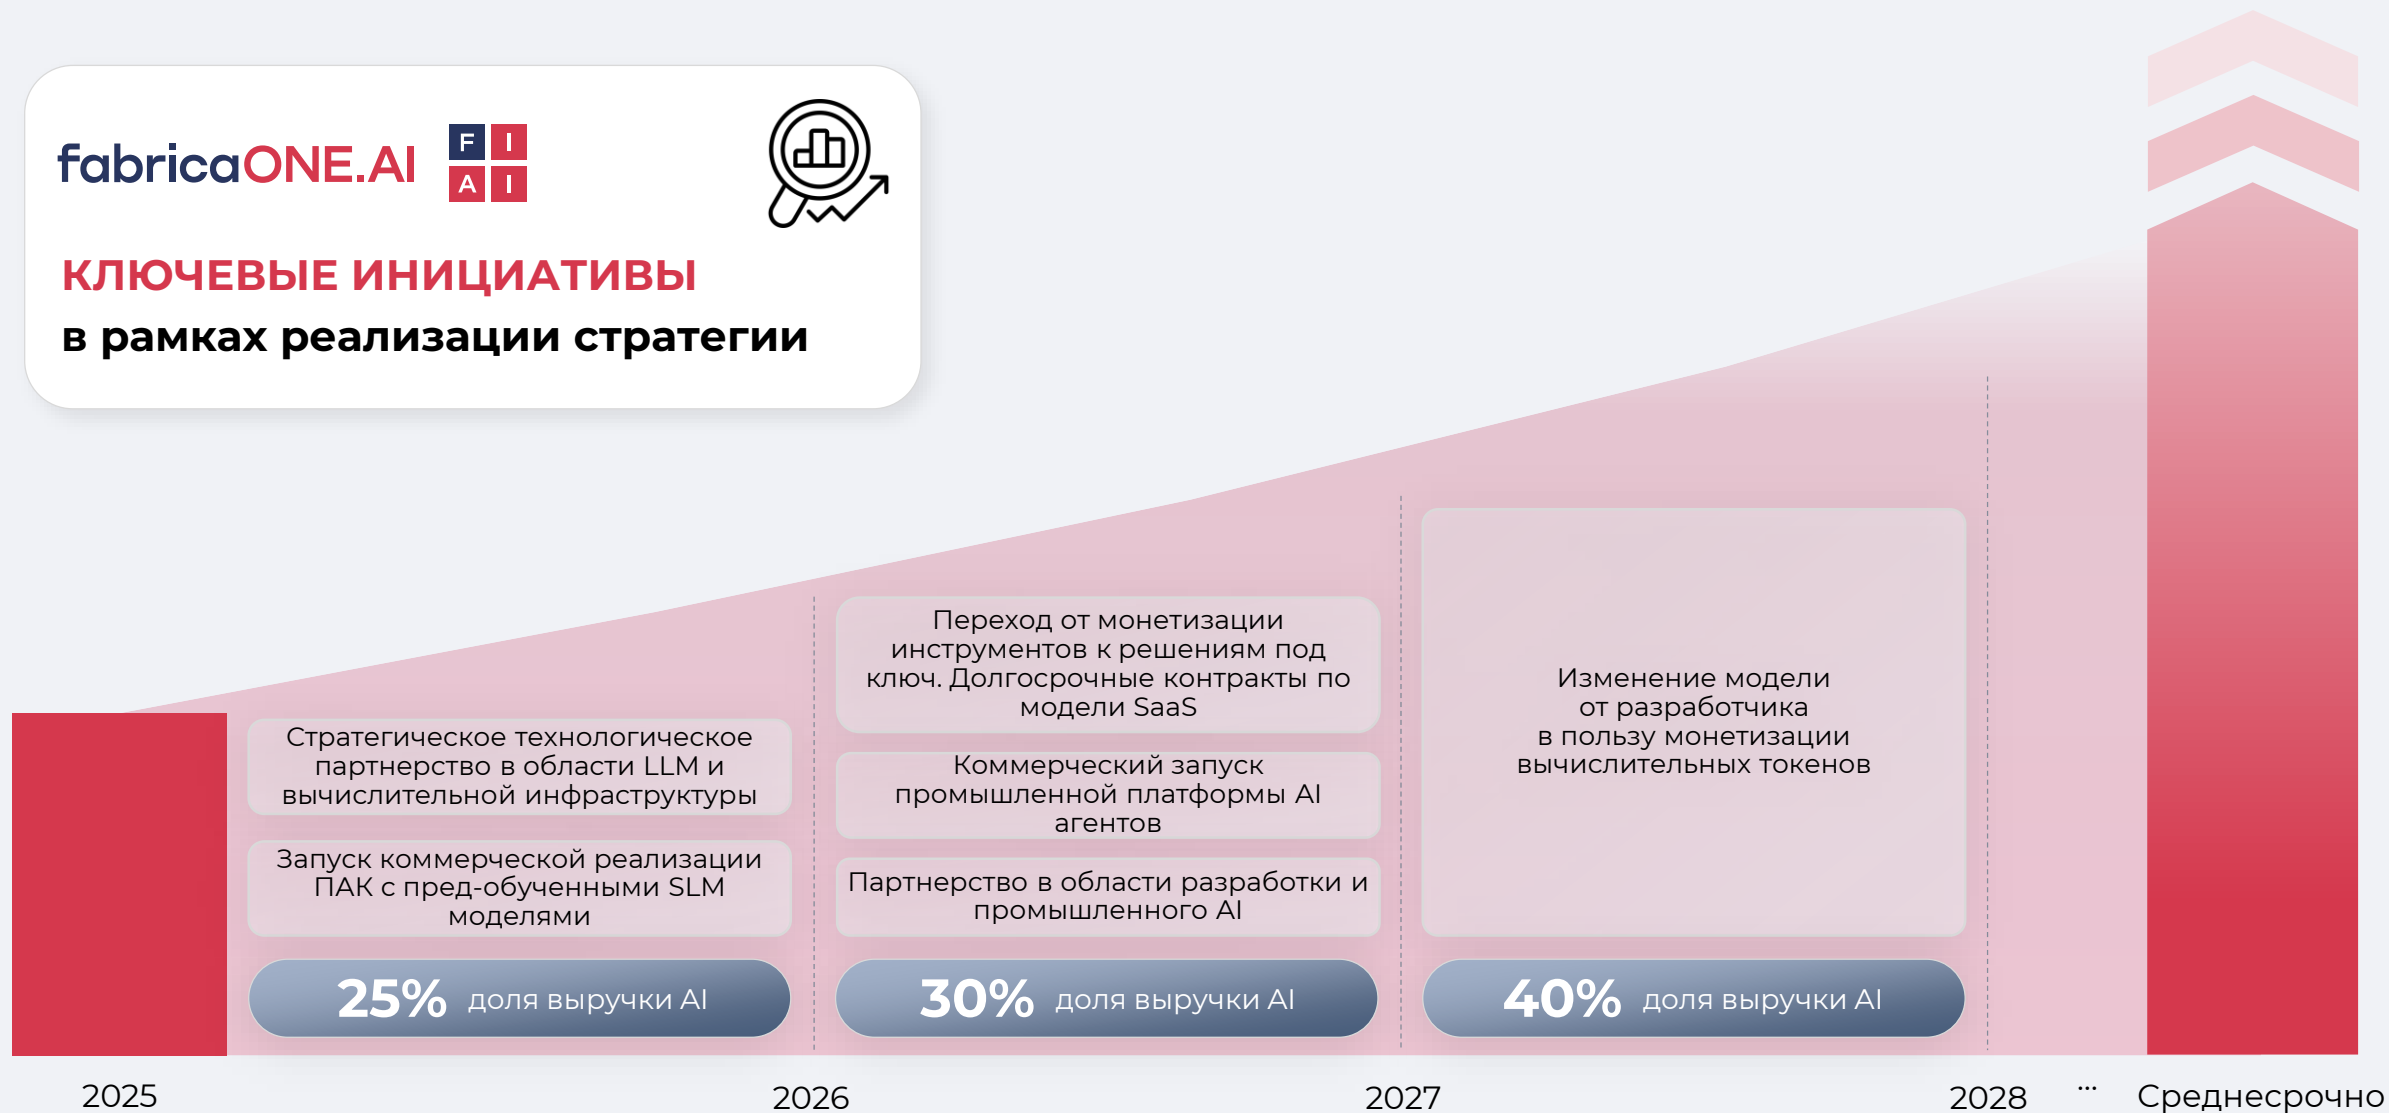 fabricaONE.AI
F I
A I
КЛЮЧЕВЫЕ ИНИЦИАТИВЫ
в рамках реализации стратегии
Стратегическое технологическое
партнерство в области LLM и
вычислительной инфраструктуры
Запуск коммерческой реализации
ПАК с пред-обученными SLM
моделями
25% доля выручки AI
Переход от монетизации
инструментов к решениям под
ключ. Долгосрочные контракты по
модели SaaS
Коммерческий запуск
промышленной платформы AI
агентов
Партнерство в области разработки и
промышленного AI
30% доля выручки AI
Изменение модели
от разработчика
в пользу монетизации
вычислительных токенов
40% доля выручки AI
2025 2026 2027 2028 ... Среднесрочно